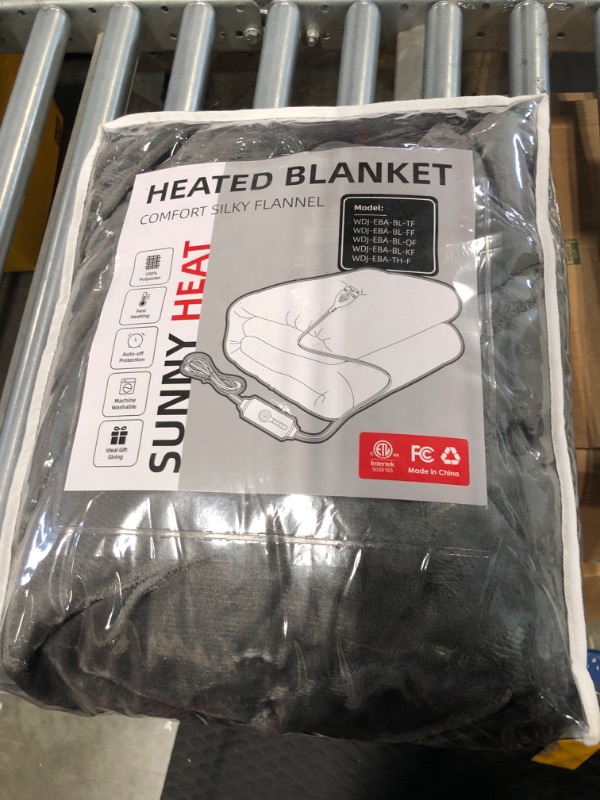 HEATED BLANKET
COMFORT SILKY FLANNEL
Model:
WDJ-EBA-BL-TF
WDJ-EBA-BL-FF
WDJ-EBA-BL-QF
WDJ-EBA-BL-KF
WDJ-EBA-TH-F
100%
Polyester
Fast
Heating
Auto-off
Protection
Machine
Washable
Ideal Gift
Giving
SUNNY HEAT
ETL
Intertek
FC
Made in China